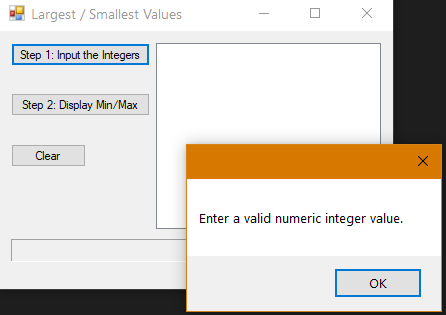 Largest / Smallest Values
Step 1: Input the Integers
Step 2: Display Min/Max
Clear
Enter a valid numeric integer value.
OK